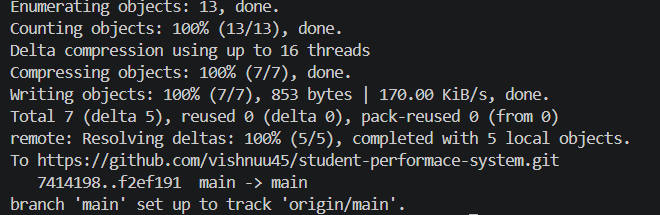 Enumerating objects: 13, done.
Counting objects: 100% (13/13), done.
Delta compression using up to 16 threads
Compressing objects: 100% (7/7), done.
Writing objects: 100% (7/7), 853 bytes | 170.00 KiB/s, done.
Total 7 (delta 5), reused 0 (delta 0), pack-reused 0 (from 0)
remote: Resolving deltas: 100% (5/5), completed with 5 local objects.
To https://github.com/vishnuu45/student-performace-system.git
   7414198..f2ef191  main -> main
branch 'main' set up to track 'origin/main'.